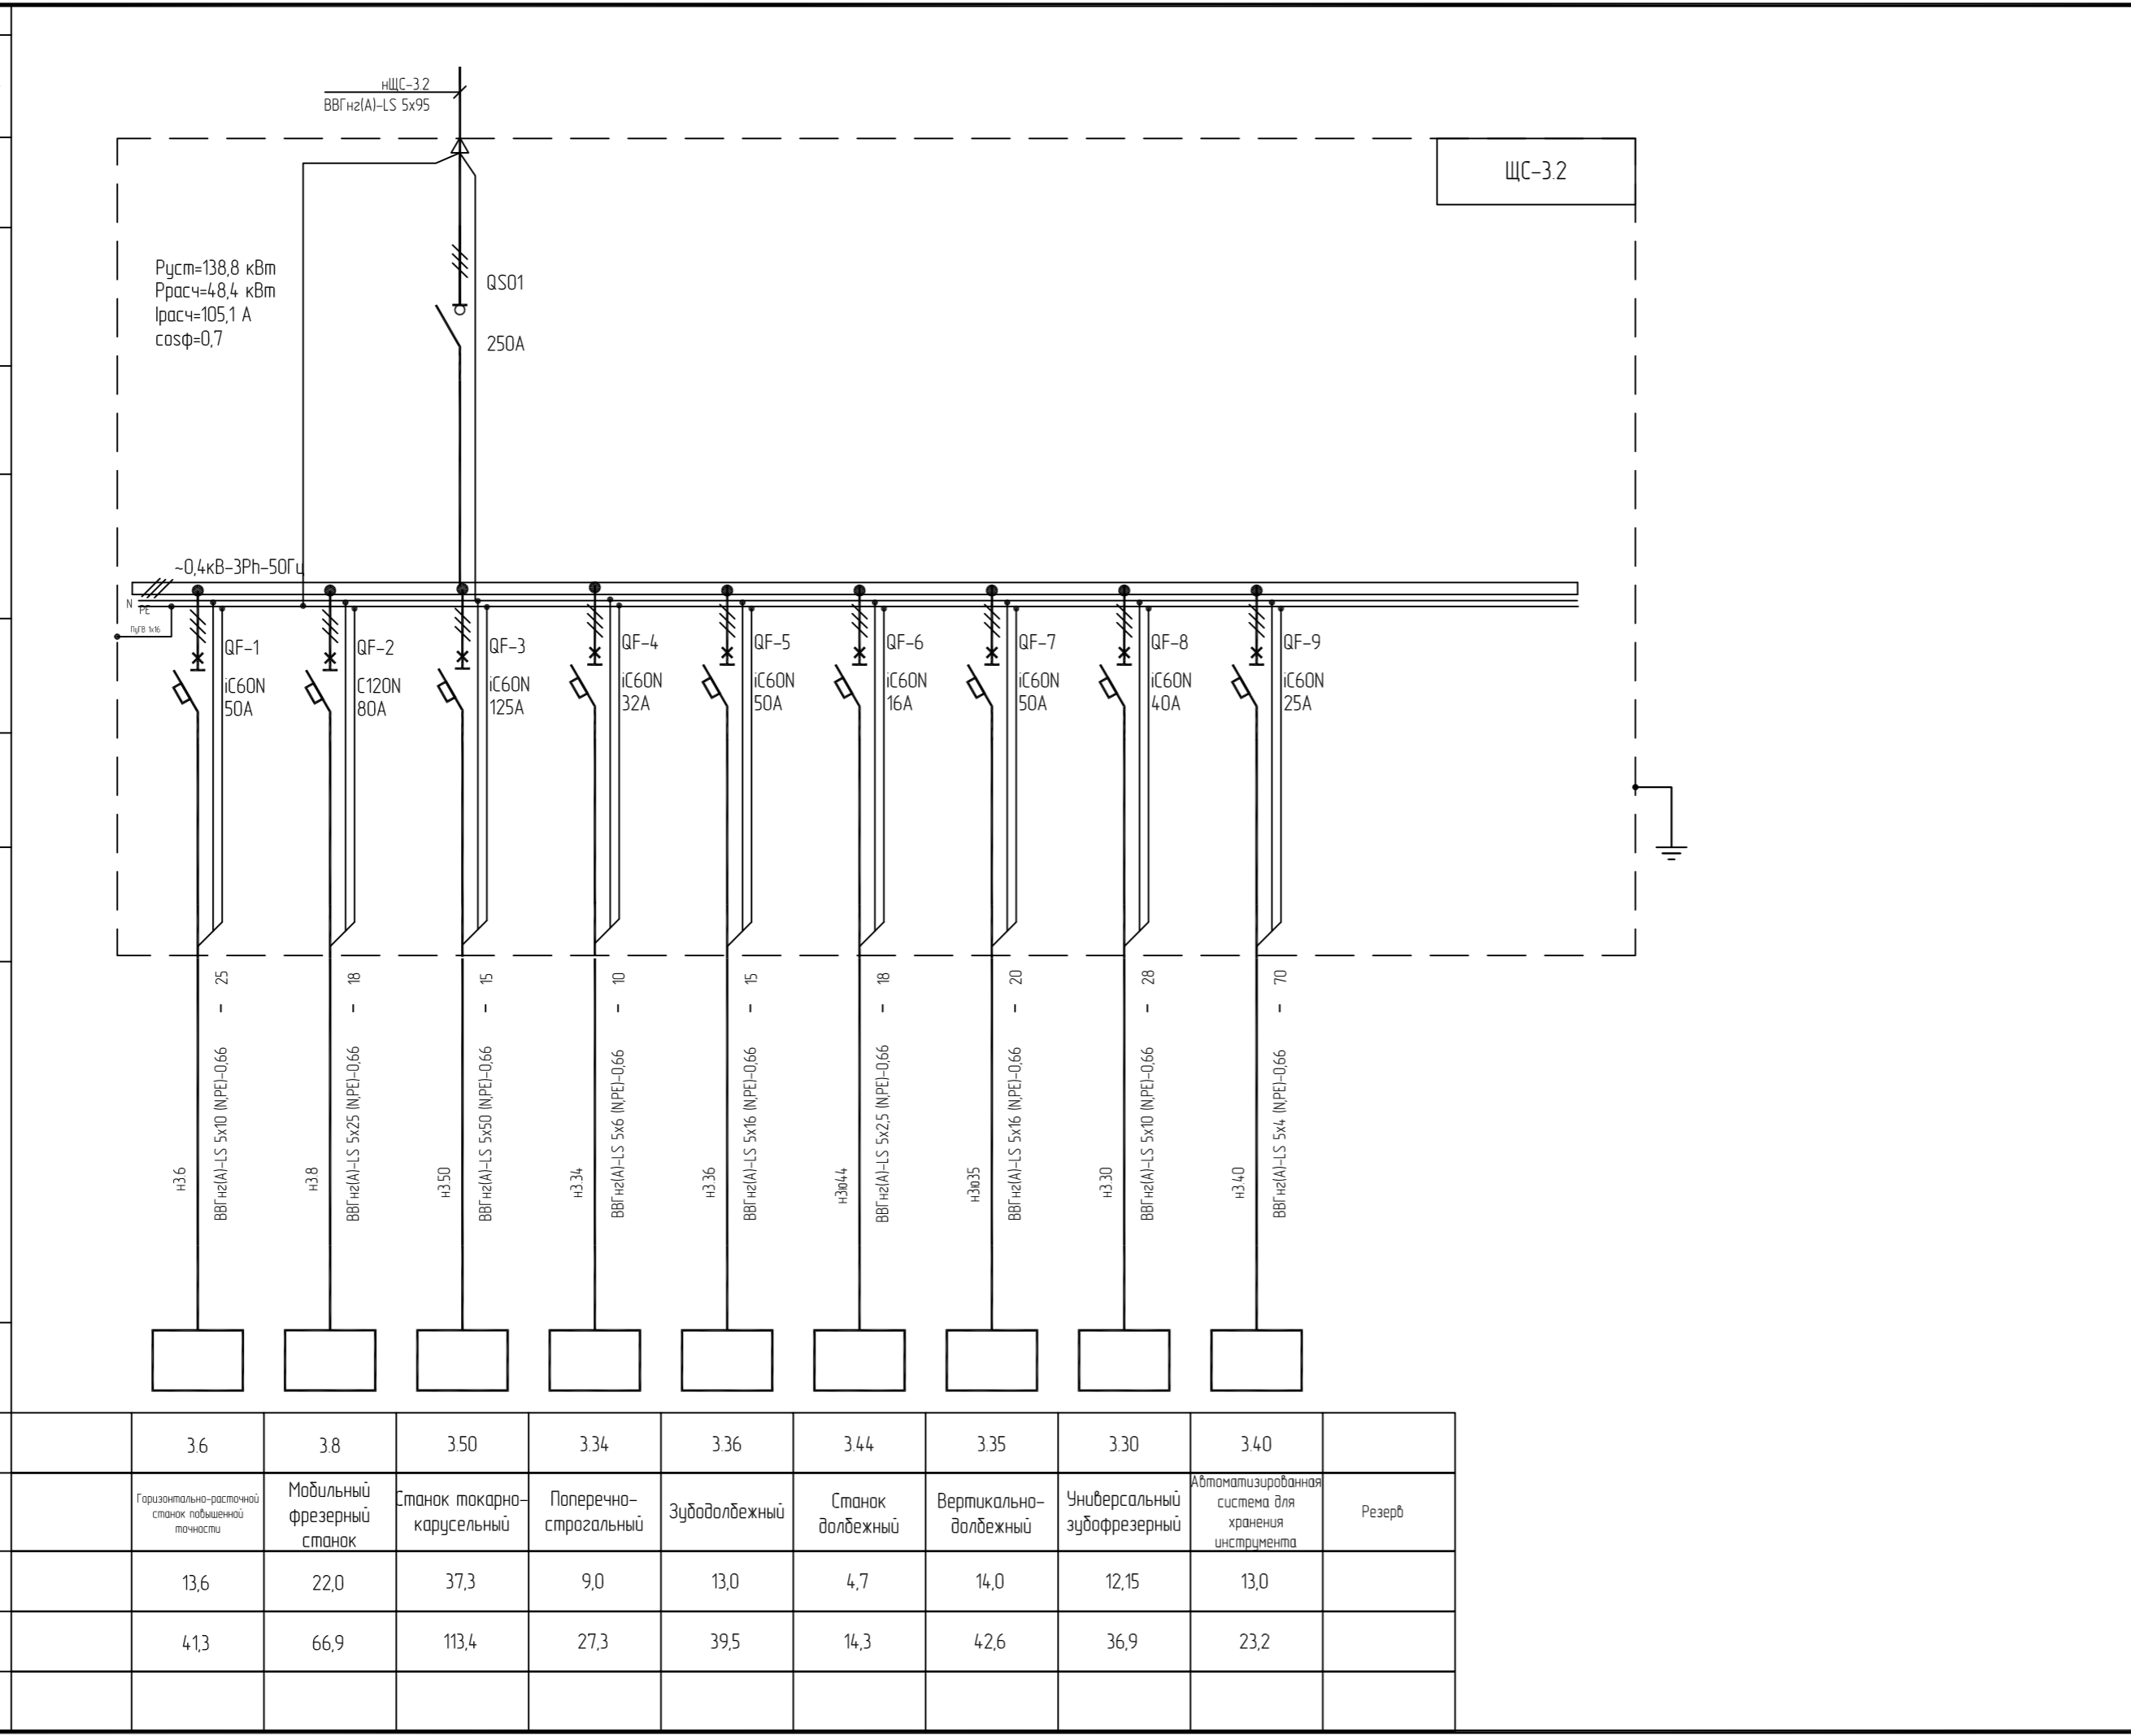 нЩС-3.2
ВВГнг(А)-LS 5х95
ЩС-3.2
Руст=138,8 кВт
Ррасч=48,4 кВт
Iрасч=105,1 А
cosφ=0,7
QS01
250А
~0,4кВ-3Ph-50Гц
N
PE
ПуГВ 1х16
QF-1
iC60N
50А
QF-2
C120N
80А
QF-3
iC60N
125А
QF-4
iC60N
32А
QF-5
iC60N
50А
QF-6
iC60N
16А
QF-7
iC60N
50А
QF-8
iC60N
40А
QF-9
iC60N
25А
н3.6
ВВГнг(А)-LS 5х10 (N,PE)-0,66 - 25
н3.8
ВВГнг(А)-LS 5х25 (N,PE)-0,66 - 18
н3.50
ВВГнг(А)-LS 5х50 (N,PE)-0,66 - 15
н3.34
ВВГнг(А)-LS 5х6 (N,PE)-0,66 - 10
н3.36
ВВГнг(А)-LS 5х16 (N,PE)-0,66 - 15
н3ю44
ВВГнг(А)-LS 5х2,5 (N,PE)-0,66 - 18
н3ю35
ВВГнг(А)-LS 5х16 (N,PE)-0,66 - 20
н3.30
ВВГнг(А)-LS 5х10 (N,PE)-0,66 - 28
н3.40
ВВГнг(А)-LS 5х4 (N,PE)-0,66 - 70
3.6 3.8 3.50 3.34 3.36 3.44 3.35 3.30 3.40
Горизонтально-расточной
станок повышенной
точности
Мобильный
фрезерный
станок
Станок токарно-
карусельный
Поперечно-
строгальный
Зубодолбежный
Станок
долбежный
Вертикально-
долбежный
Универсальный
зубофрезерный
Автоматизированная
система для
хранения
инструмента
Резерв
13,6 22,0 37,3 9,0 13,0 4,7 14,0 12,15 13,0
41,3 66,9 113,4 27,3 39,5 14,3 42,6 36,9 23,2